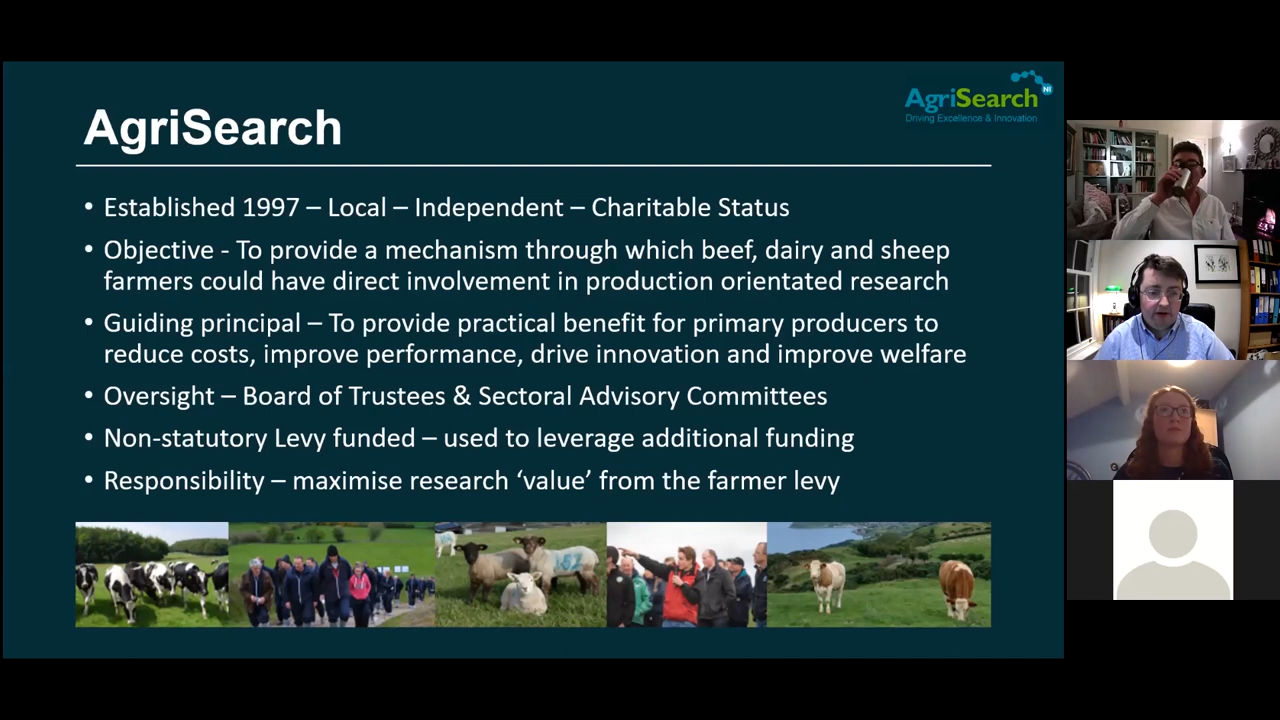 AgriSearch
AgriSearch NI
Driving Excellence & Innovation
• Established 1997 – Local – Independent – Charitable Status
• Objective - To provide a mechanism through which beef, dairy and sheep
farmers could have direct involvement in production orientated research
• Guiding principal – To provide practical benefit for primary producers to
reduce costs, improve performance, drive innovation and improve welfare
• Oversight – Board of Trustees & Sectoral Advisory Committees
• Non-statutory Levy funded – used to leverage additional funding
• Responsibility – maximise research ‘value’ from the farmer levy